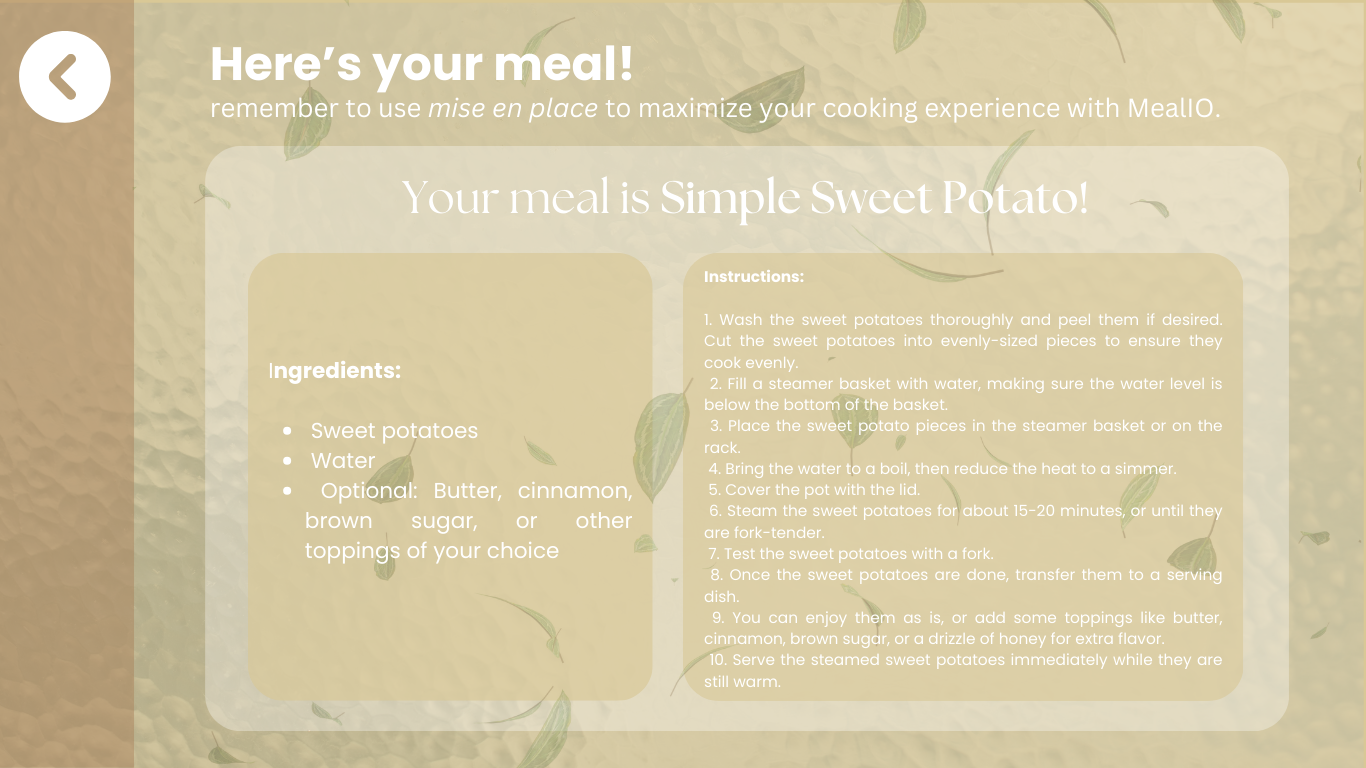 Here's your meal!
remember to use mise en place to maximize your cooking experience with MealIO.
Your meal is Simple Sweet Potato!
Ingredients:
• Sweet potatoes
• Water
• Optional: Butter, cinnamon,
brown sugar, or other
toppings of your choice
Instructions:
1. Wash the sweet potatoes thoroughly and peel them if desired.
Cut the sweet potatoes into evenly-sized pieces to ensure they
cook evenly.
2. Fill a steamer basket with water, making sure the water level is
below the bottom of the basket.
3. Place the sweet potato pieces in the steamer basket or on the
rack.
4. Bring the water to a boil, then reduce the heat to a simmer.
5. Cover the pot with the lid.
6. Steam the sweet potatoes for about 15-20 minutes, or until they
are fork-tender.
7. Test the sweet potatoes with a fork.
8. Once the sweet potatoes are done, transfer them to a serving
dish.
9. You can enjoy them as is, or add some toppings like butter,
cinnamon, brown sugar, or a drizzle of honey for extra flavor.
10. Serve the steamed sweet potatoes immediately while they are
still warm.